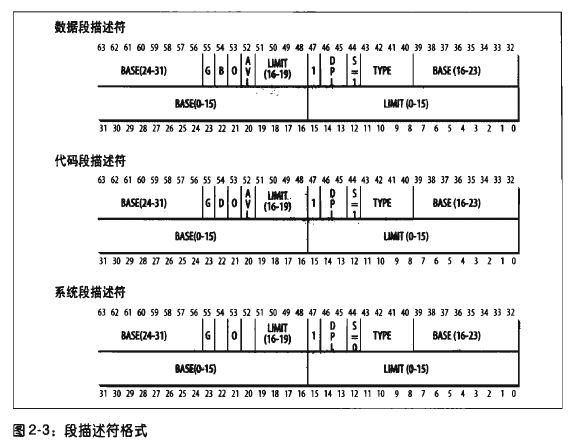 数据段描述符
63 62 61 60 59 58 57 56 55 54 53 52 51 50 49 48 47 46 45 44 43 42 41 40 39 38 37 36 35 34 33 32
BASE(24-31) G B O AVL LIMIT (16-19) 1 DPL S=1 TYPE BASE (16-23)
BASE(0-15) LIMIT (0-15)
31 30 29 28 27 26 25 24 23 22 21 20 19 18 17 16 15 14 13 12 11 10 9 8 7 6 5 4 3 2 1 0
代码段描述符
63 62 61 60 59 58 57 56 55 54 53 52 51 50 49 48 47 46 45 44 43 42 41 40 39 38 37 36 35 34 33 32
BASE(24-31) G D O AVL LIMIT (16-19) 1 DPL S=1 TYPE BASE (16-23)
BASE(0-15) LIMIT (0-15)
31 30 29 28 27 26 25 24 23 22 21 20 19 18 17 16 15 14 13 12 11 10 9 8 7 6 5 4 3 2 1 0
系统段描述符
63 62 61 60 59 58 57 56 55 54 53 52 51 50 49 48 47 46 45 44 43 42 41 40 39 38 37 36 35 34 33 32
BASE(24-31) G O LIMIT (16-19) 1 DPL S=0 TYPE BASE (16-23)
BASE(0-15) LIMIT (0-15)
31 30 29 28 27 26 25 24 23 22 21 20 19 18 17 16 15 14 13 12 11 10 9 8 7 6 5 4 3 2 1 0
图2-3：段描述符格式